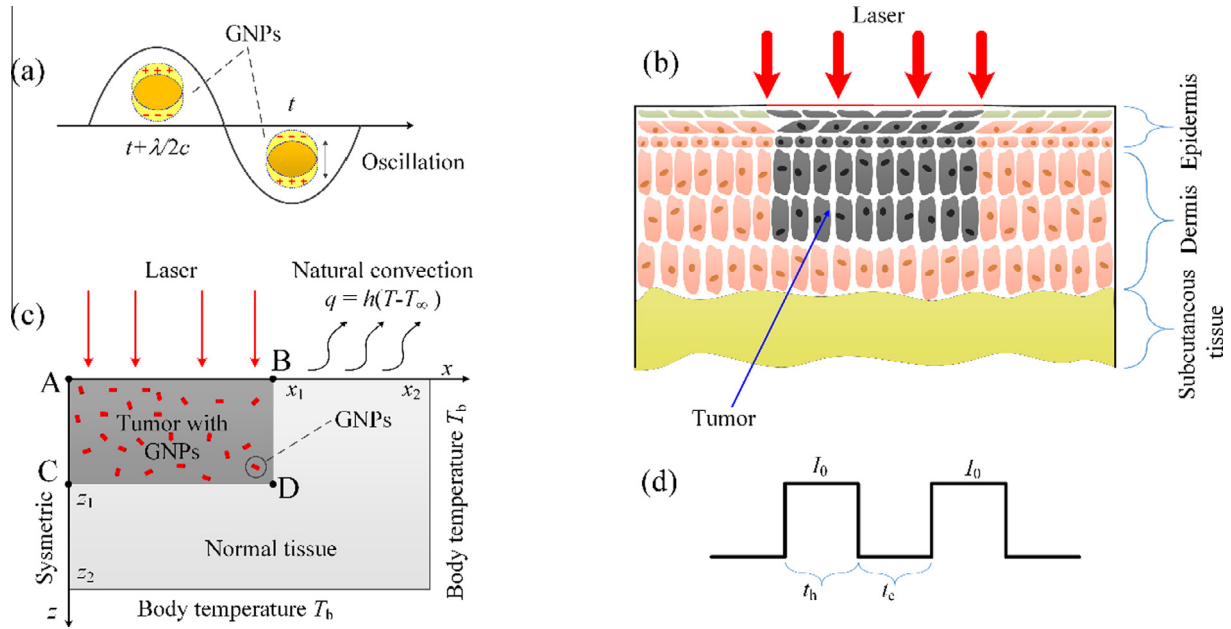 (a)
GNPs
+ + +
t
t+λ/2c
+ + +
Oscillation
(b)
Laser
Epidermis
Dermis
Subcutancous
tissue
Tumor
(c)
Laser
Natural convection
q = h(T-T∞)
A
B
x
x₁
x₂
Tumor with
GNPs
GNPs
C
D
z₁
Normal tissue
z₂
z
Sysmetric
Body temperature Tb
Body temperature Tb
(d)
I₀
I₀
th
tc